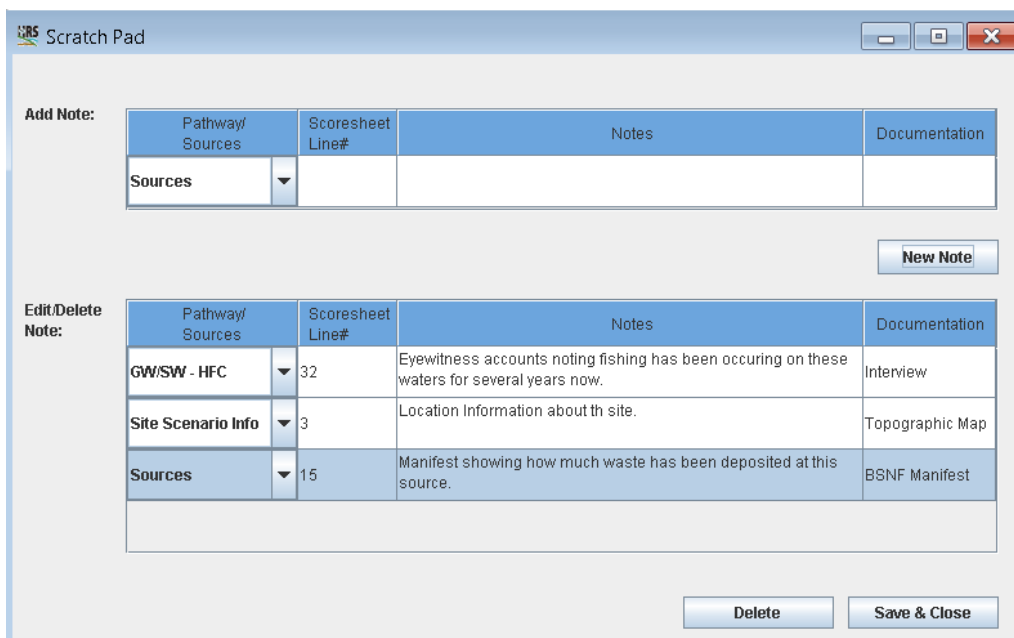 HRS Scratch Pad
Add Note:
Pathway/
Sources
Scoresheet
Line#
Notes
Documentation
Sources
New Note
Edit/Delete
Note:
Pathway/
Sources
Scoresheet
Line#
Notes
Documentation
GW/SW - HFC
32
Eyewitness accounts noting fishing has been occuring on these
waters for several years now.
Interview
Site Scenario Info
3
Location Information about th site.
Topographic Map
Sources
15
Manifest showing how much waste has been deposited at this
source.
BSNF Manifest
Delete
Save & Close